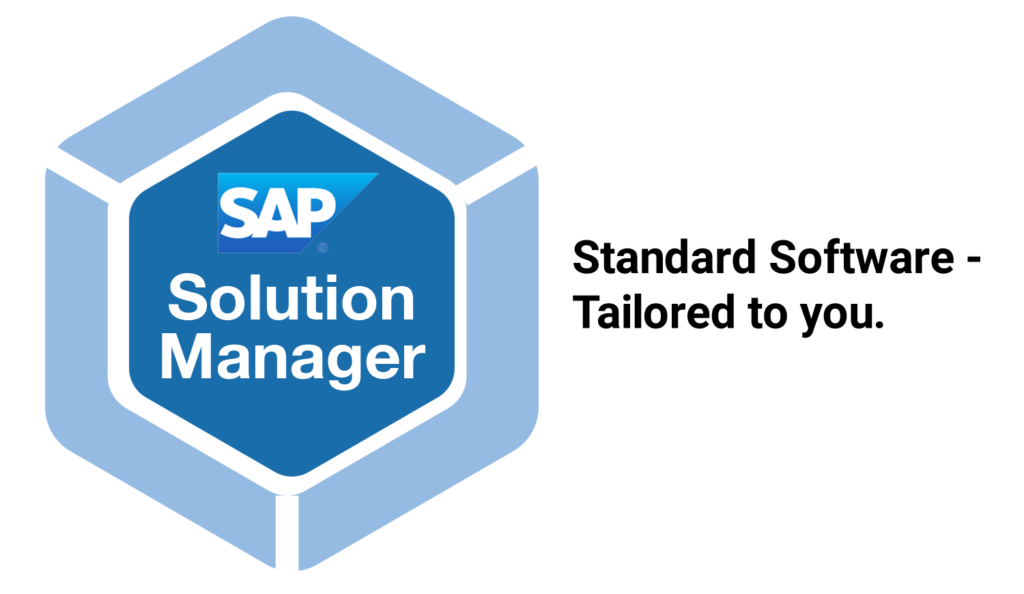 SAP
®
Solution
Manager
Standard Software -
Tailored to you.